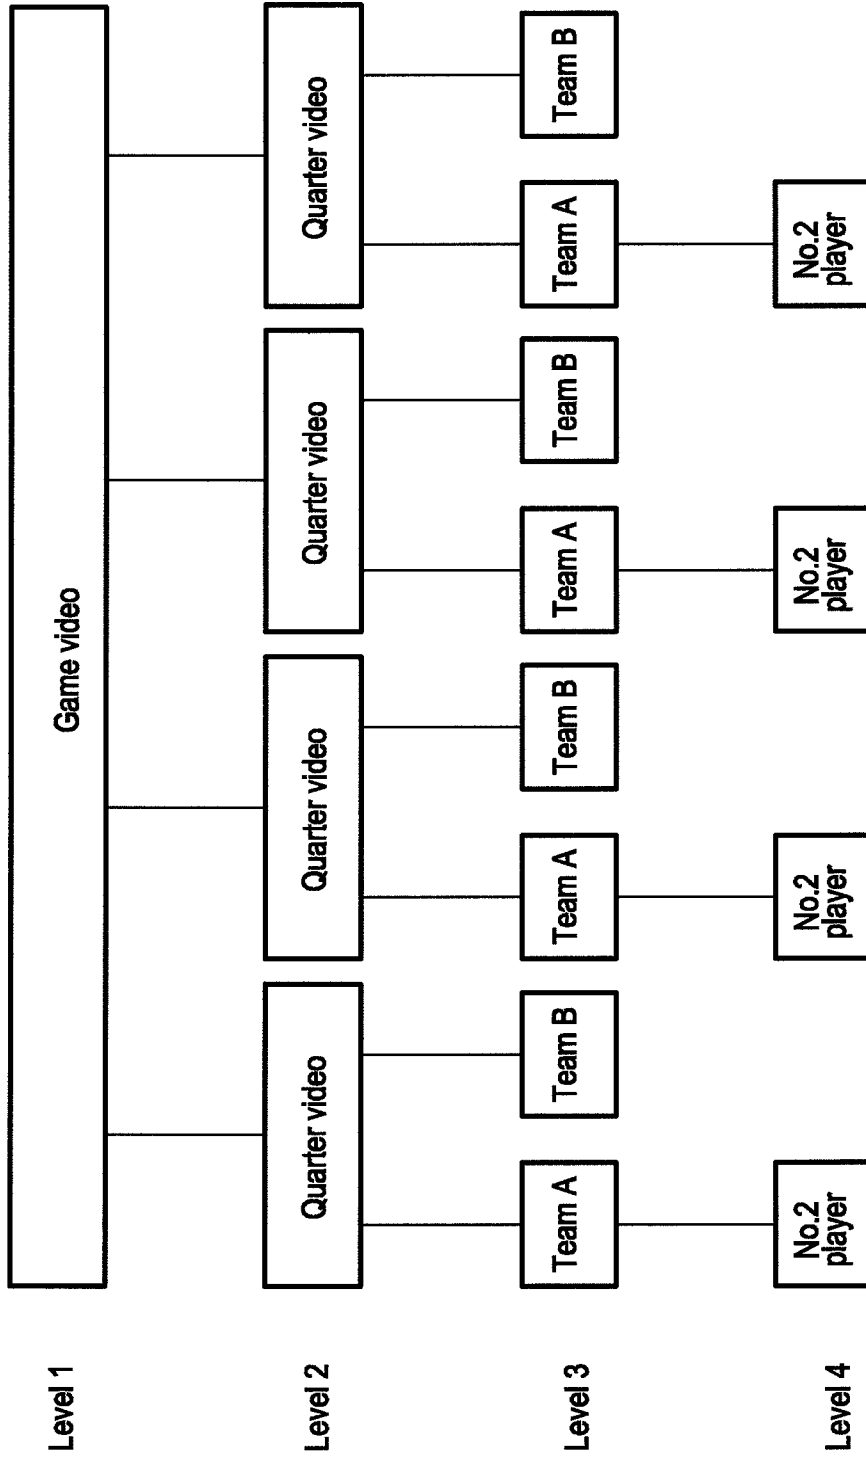 Level 1
Game video
Level 2
Quarter video
Quarter video
Quarter video
Quarter video
Level 3
Team A
Team B
Team A
Team B
Team A
Team B
Team A
Team B
Level 4
No.2
player
No.2
player
No.2
player
No.2
player